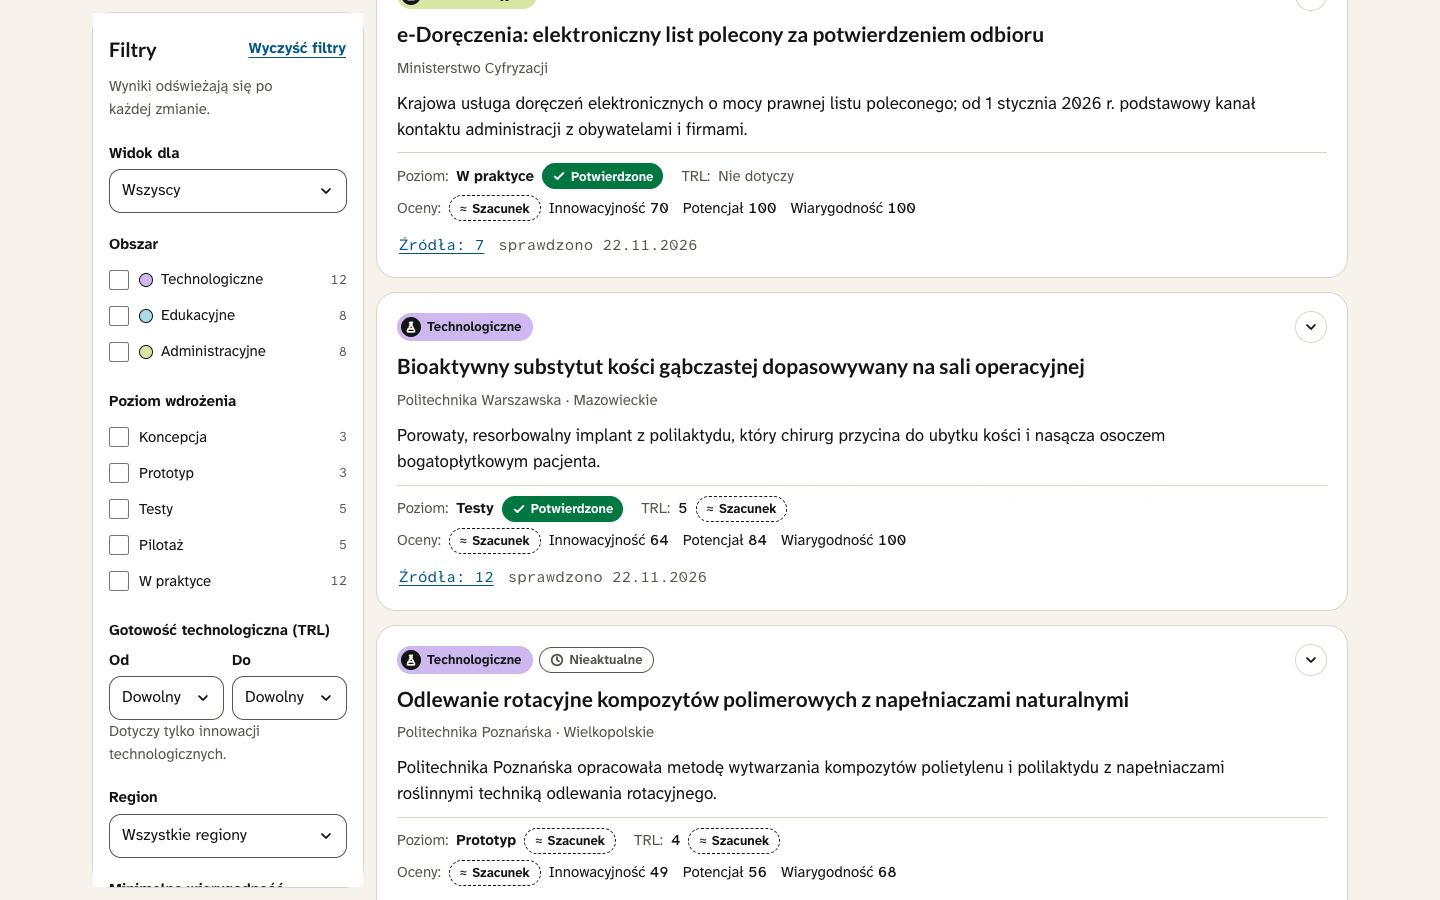 Filtry
Wyczyść filtry
Wyniki odświeżają się po
każdej zmianie.
Widok dla
Wszyscy
Obszar
Technologiczne 12
Edukacyjne 8
Administracyjne 8
Poziom wdrożenia
Koncepcja 3
Prototyp 3
Testy 5
Pilotaż 5
W praktyce 12
Gotowość technologiczna (TRL)
Od Do
Dowolny Dowolny
Dotyczy tylko innowacji
technologicznych.
Region
Wszystkie regiony
e-Doręczenia: elektroniczny list polecony za potwierdzeniem odbioru
Ministerstwo Cyfryzacji
Krajowa usługa doręczeń elektronicznych o mocy prawnej listu poleconego; od 1 stycznia 2026 r. podstawowy kanał
kontaktu administracji z obywatelami i firmami.
Poziom: W praktyce Potwierdzone TRL: Nie dotyczy
Oceny: ≈ Szacunek Innowacyjność 70 Potencjał 100 Wiarygodność 100
Źródła: 7 sprawdzono 22.11.2026
Technologiczne
Bioaktywny substytut kości gąbczastej dopasowywany na sali operacyjnej
Politechnika Warszawska · Mazowieckie
Porowaty, resorbowalny implant z polilaktydu, który chirurg przycina do ubytku kości i nasącza osoczem
bogatopłytkowym pacjenta.
Poziom: Testy Potwierdzone TRL: 5 ≈ Szacunek
Oceny: ≈ Szacunek Innowacyjność 64 Potencjał 84 Wiarygodność 100
Źródła: 12 sprawdzono 22.11.2026
Technologiczne Nieaktualne
Odlewanie rotacyjne kompozytów polimerowych z napełniaczami naturalnymi
Politechnika Poznańska · Wielkopolskie
Politechnika Poznańska opracowała metodę wytwarzania kompozytów polietylenu i polilaktydu z napełniaczami
roślinnymi techniką odlewania rotacyjnego.
Poziom: Prototyp ≈ Szacunek TRL: 4 ≈ Szacunek
Oceny: ≈ Szacunek Innowacyjność 49 Potencjał 56 Wiarygodność 68